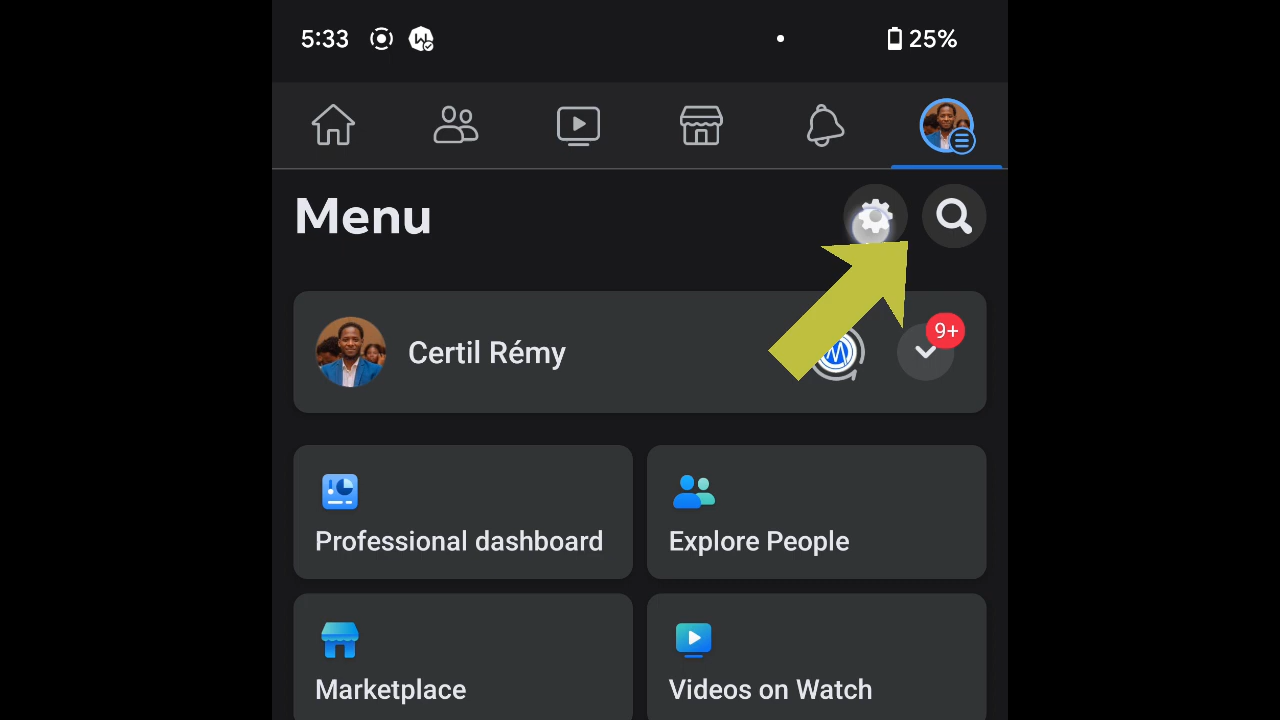 5:33 25%
Menu
Certil Rémy
9+
Professional dashboard
Explore People
Marketplace
Videos on Watch